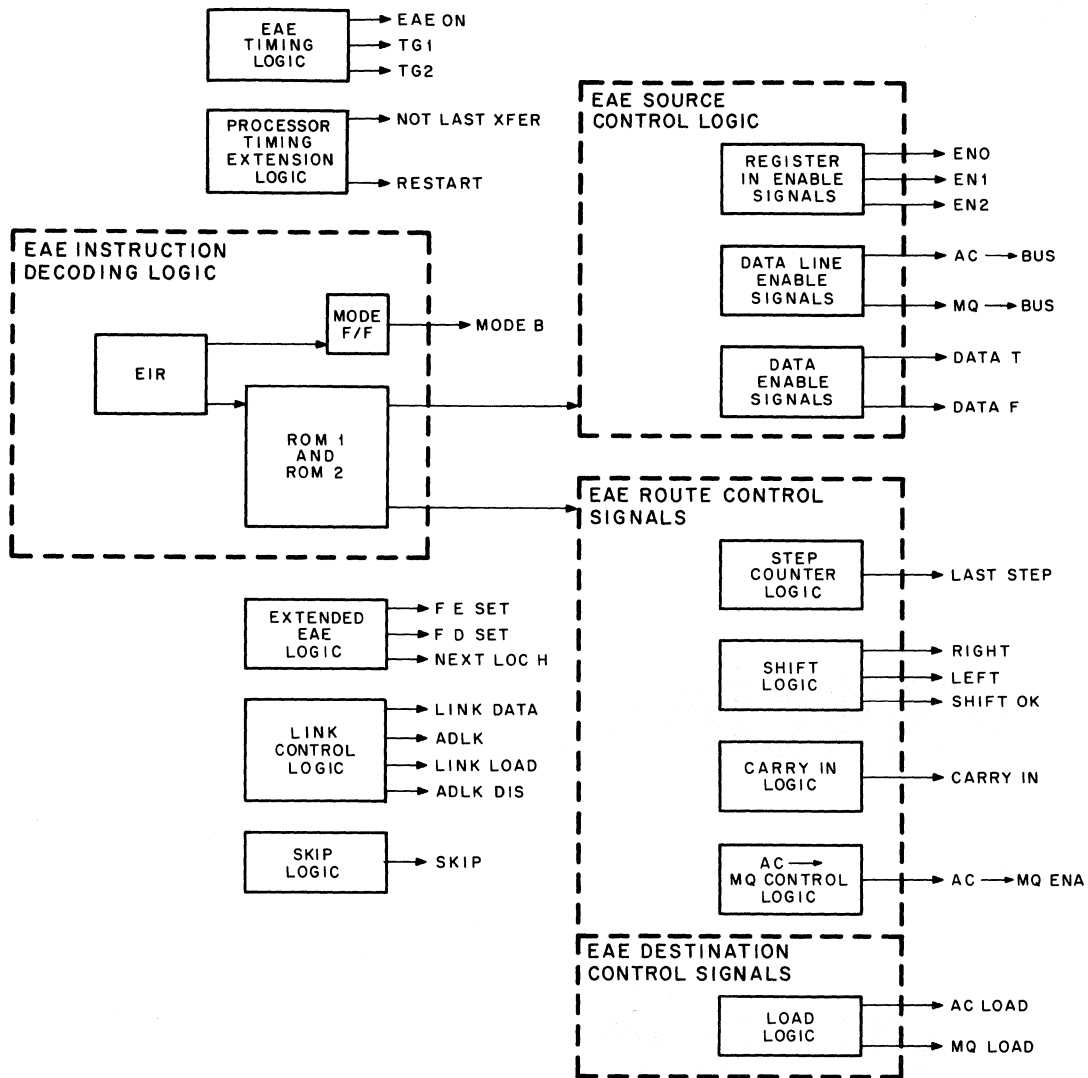 EAE
TIMING
LOGIC
EAE ON
TG1
TG2
PROCESSOR
TIMING
EXTENSION
LOGIC
NOT LAST XFER
RESTART
EAE INSTRUCTION
DECODING LOGIC
EIR
MODE
F/F
MODE B
ROM 1
AND
ROM 2
EAE SOURCE
CONTROL LOGIC
REGISTER
IN ENABLE
SIGNALS
EN0
EN1
EN2
DATA LINE
ENABLE
SIGNALS
AC → BUS
MQ → BUS
DATA
ENABLE
SIGNALS
DATA T
DATA F
EXTENDED
EAE
LOGIC
F E SET
F D SET
NEXT LOC H
LINK
CONTROL
LOGIC
LINK DATA
ADLK
LINK LOAD
ADLK DIS
SKIP
LOGIC
SKIP
EAE ROUTE CONTROL
SIGNALS
STEP
COUNTER
LOGIC
LAST STEP
SHIFT
LOGIC
RIGHT
LEFT
SHIFT OK
CARRY IN
LOGIC
CARRY IN
AC →
MQ CONTROL
LOGIC
AC → MQ ENA
EAE DESTINATION
CONTROL SIGNALS
LOAD
LOGIC
AC LOAD
MQ LOAD